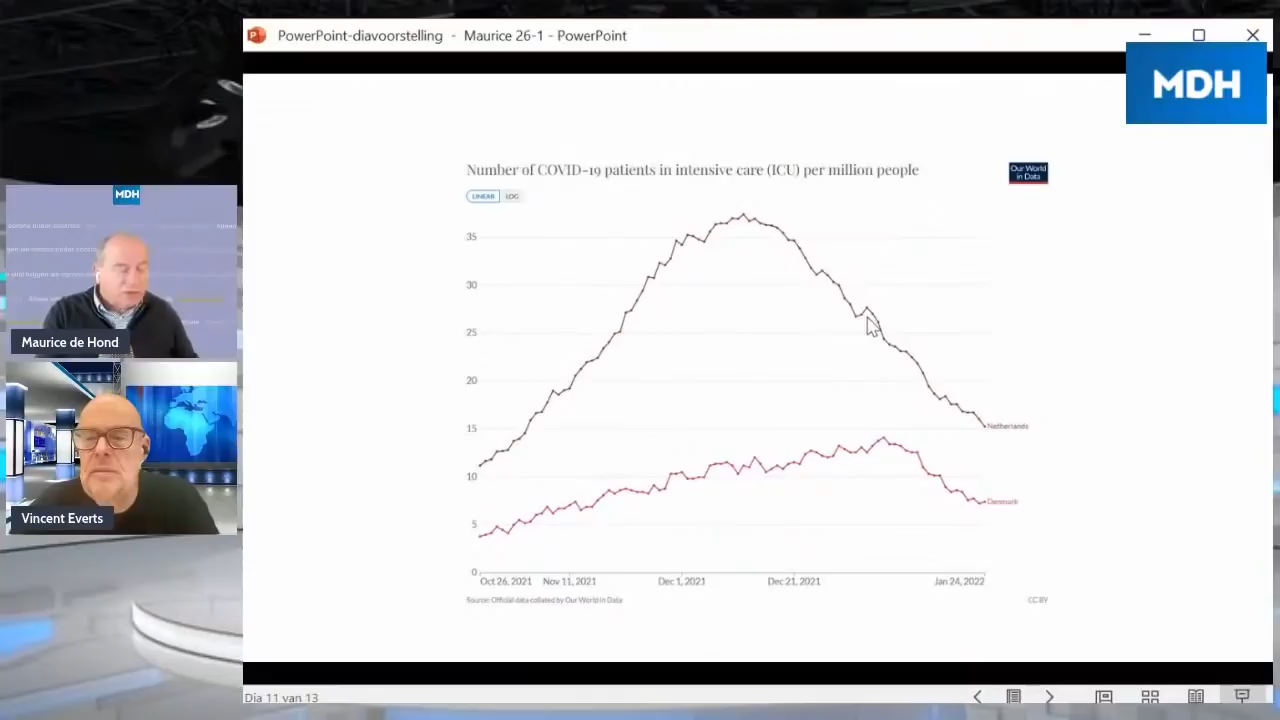 PowerPoint-diavoorstelling - Maurice 26-1 - PowerPoint
MDH
Number of COVID-19 patients in intensive care (ICU) per million people
Our World
in Data
LINEAR LOG
35
30
25
20
15
10
5
0
Netherlands
Denmark
Oct 26, 2021 Nov 11, 2021 Dec 1, 2021 Dec 21, 2021 Jan 24, 2022
Source: Official data collated by Our World in Data
CC BY
MDH
Maurice de Hond
Vincent Everts
Dia 11 van 13